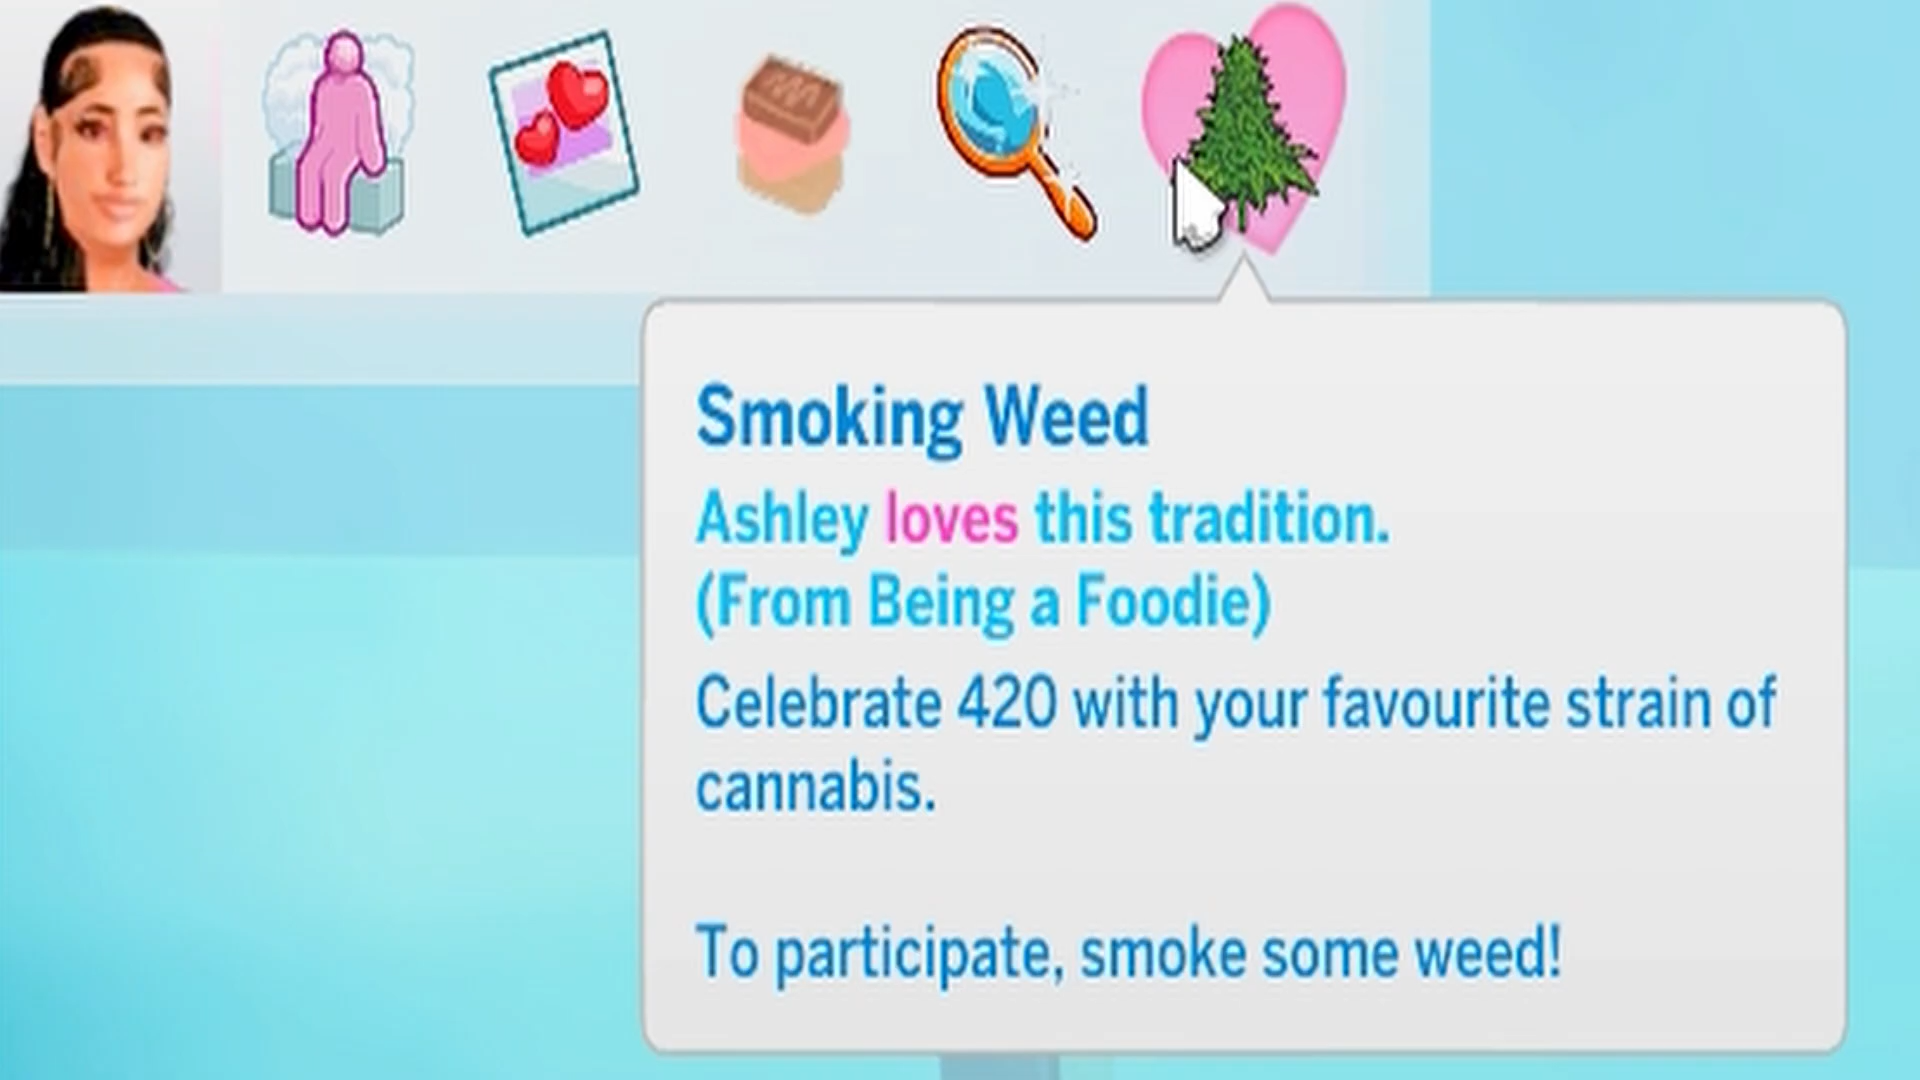 Smoking Weed
Ashley loves this tradition.
(From Being a Foodie)
Celebrate 420 with your favourite strain of
cannabis.
To participate, smoke some weed!